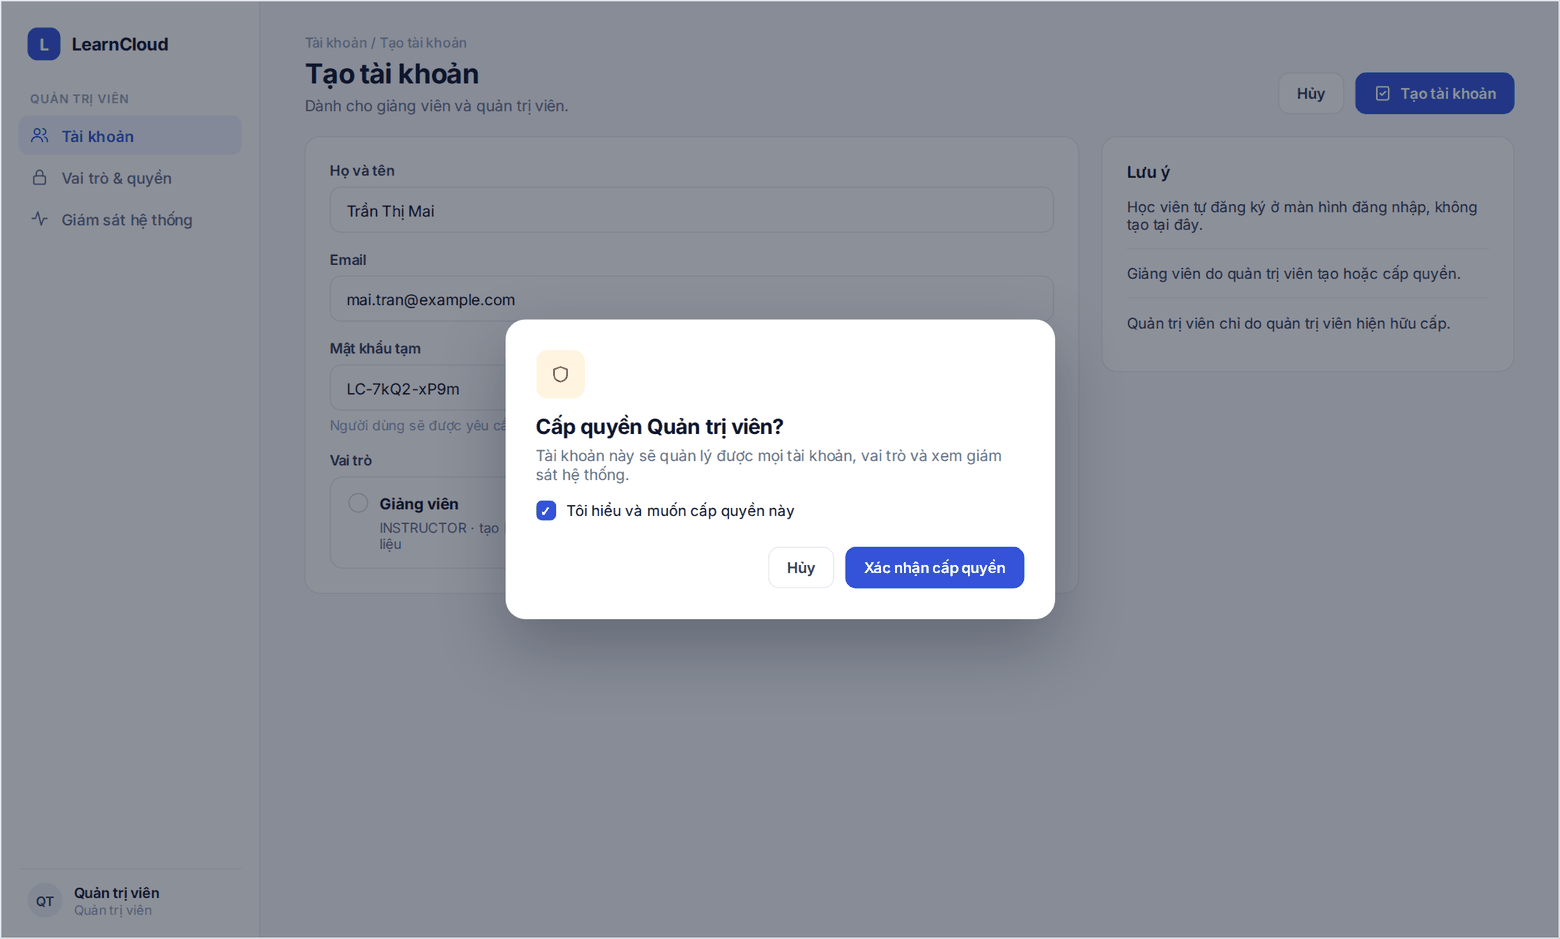 L
LearnCloud
QUẢN TRỊ VIÊN
Tài khoản
Vai trò & quyền
Giám sát hệ thống
QT
Quản trị viên
Quản trị viên
Tài khoản / Tạo tài khoản
Tạo tài khoản
Dành cho giảng viên và quản trị viên.
Hủy
Tạo tài khoản
Họ và tên
Trần Thị Mai
Email
mai.tran@example.com
Mật khẩu tạm
LC-7kQ2-xP9m
Người dùng sẽ được yêu
Vai trò
Giảng viên
INSTRUCTOR · tạo
liệu
Lưu ý
Học viên tự đăng ký ở màn hình đăng nhập, không
tạo tại đây.
Giảng viên do quản trị viên tạo hoặc cấp quyền.
Quản trị viên chỉ do quản trị viên hiện hữu cấp.
Cấp quyền Quản trị viên?
Tài khoản này sẽ quản lý được mọi tài khoản, vai trò và xem giám
sát hệ thống.
Tôi hiểu và muốn cấp quyền này
Hủy
Xác nhận cấp quyền